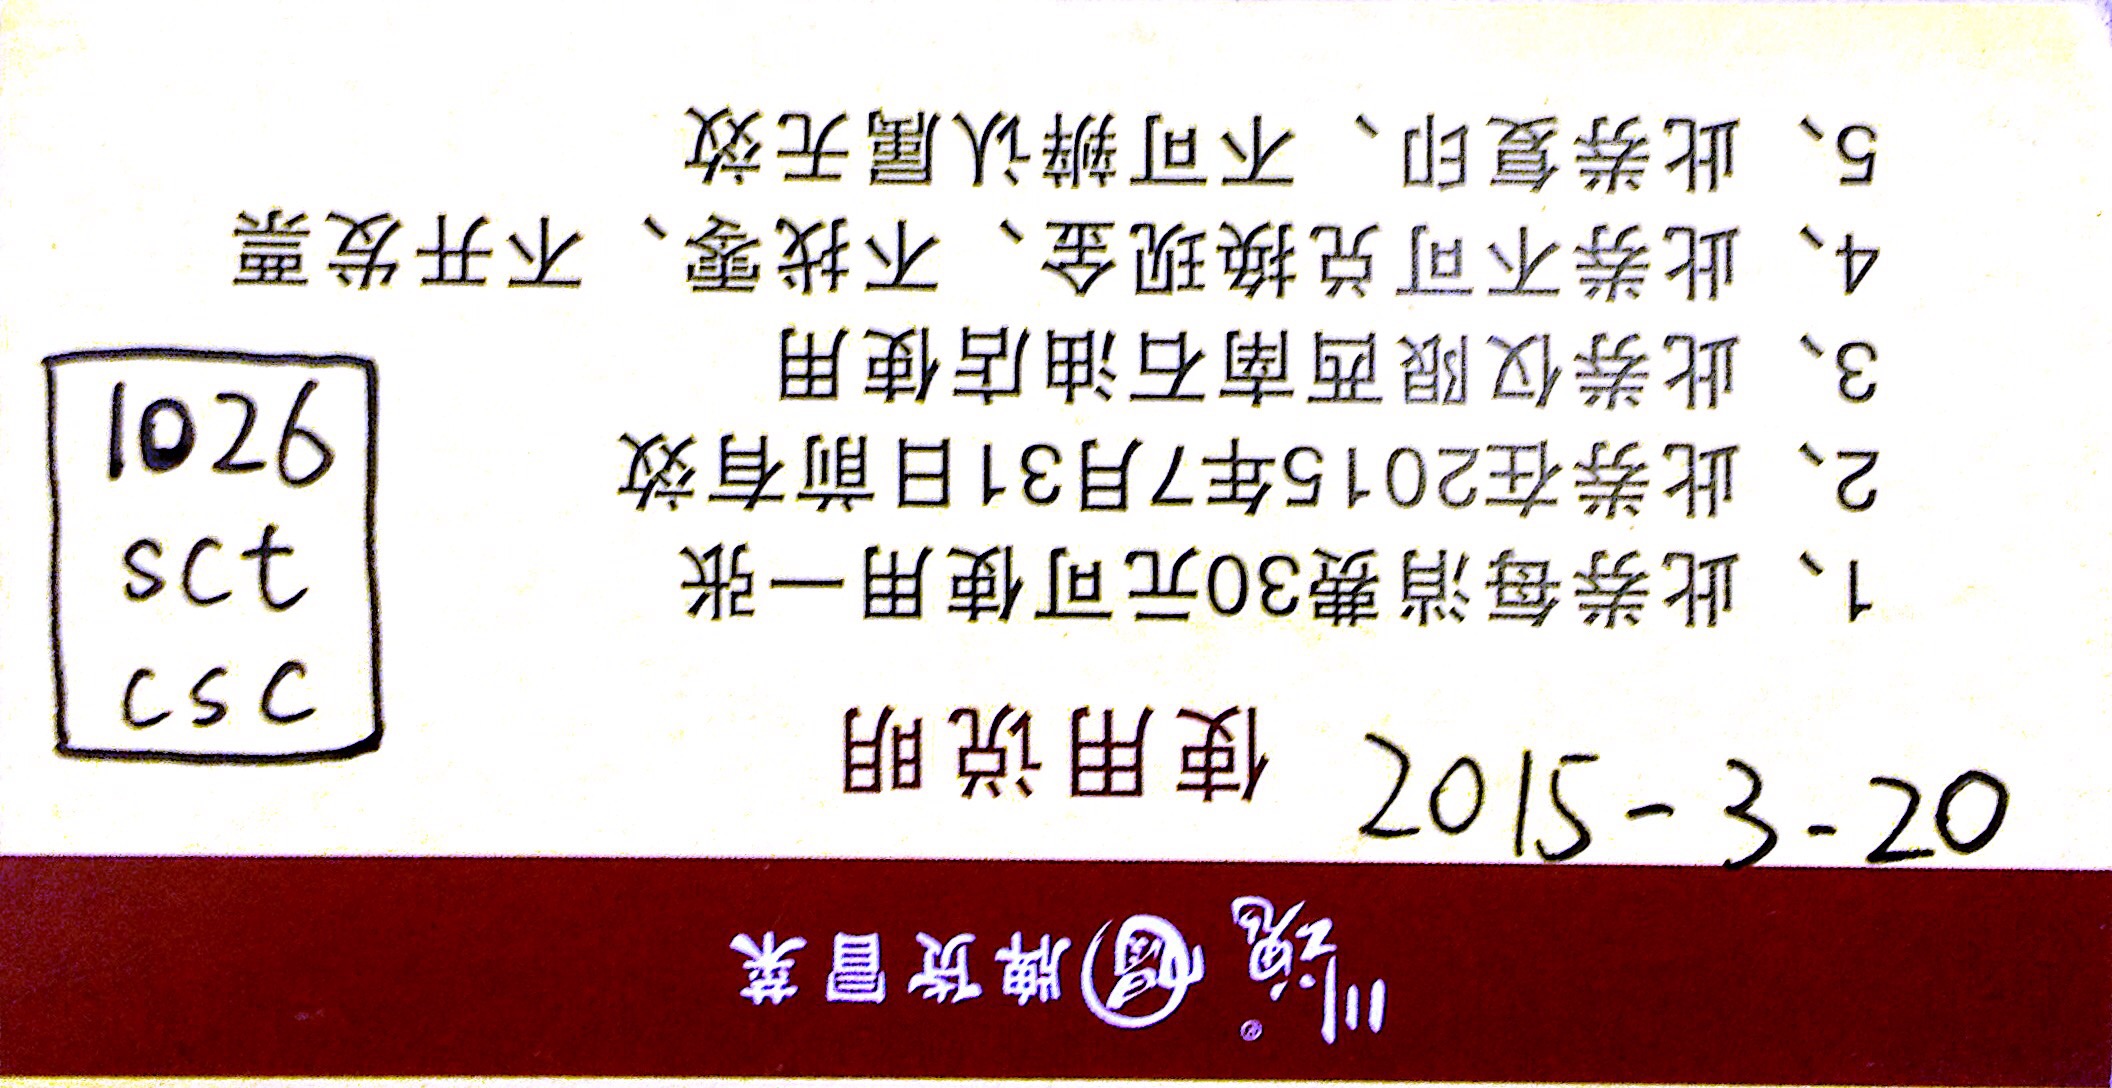 川魂
牌货冒菜
使用说明
1、此券每消费30元可使用一张
2、此券在2015年7月31日前有效
3、此券仅限西南石油店使用
4、此券不可兑换现金、不找零、不开发票
5、此券复印、不可辨认属无效
2015-3-20
1026
sct
csc